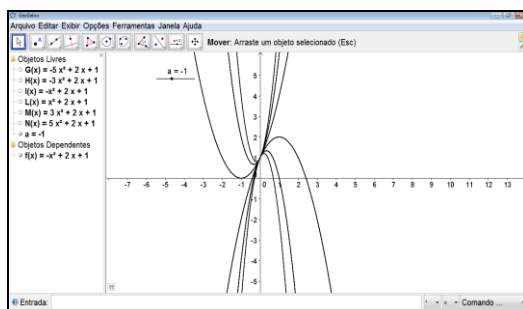 GeoGebra
Arquivo Editar Exibir Opções Ferramentas Janela Ajuda
Mover: Arraste um objeto selecionado (Esc)
Objetos Livres
G(x) = -5 x² + 2 x + 1
H(x) = -3 x² + 2 x + 1
I(x) = -x² + 2 x + 1
L(x) = x² + 2 x + 1
M(x) = 3 x² + 2 x + 1
N(x) = 5 x² + 2 x + 1
a = -1
Objetos Dependentes
f(x) = -x² + 2 x + 1
a = -1
5
4
3
2
1
-7 -6 -5 -4 -3 -2 -1 0 1 2 3 4 5 6 7 8 9 10 11 12 13
-1
-2
-3
-4
-5
Entrada:
Comando ...